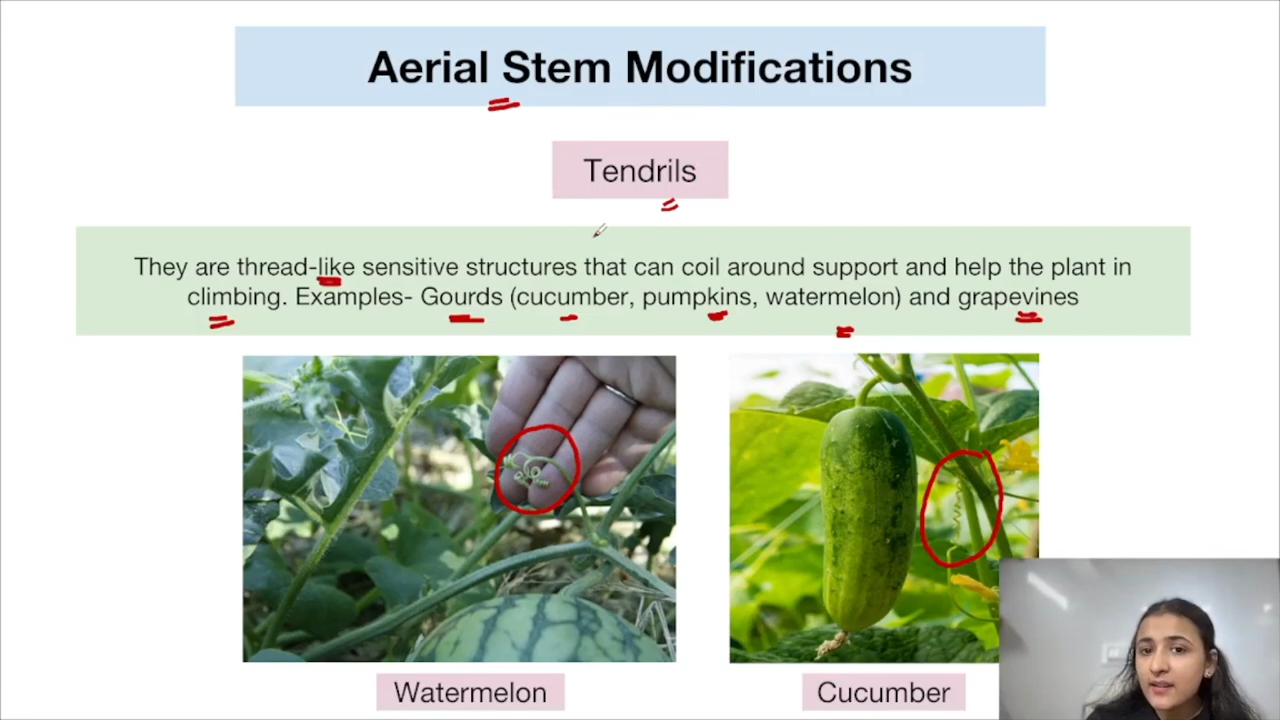 Aerial Stem Modifications
Tendrils
They are thread-like sensitive structures that can coil around support and help the plant in
climbing. Examples- Gourds (cucumber, pumpkins, watermelon) and grapevines
Watermelon
Cucumber